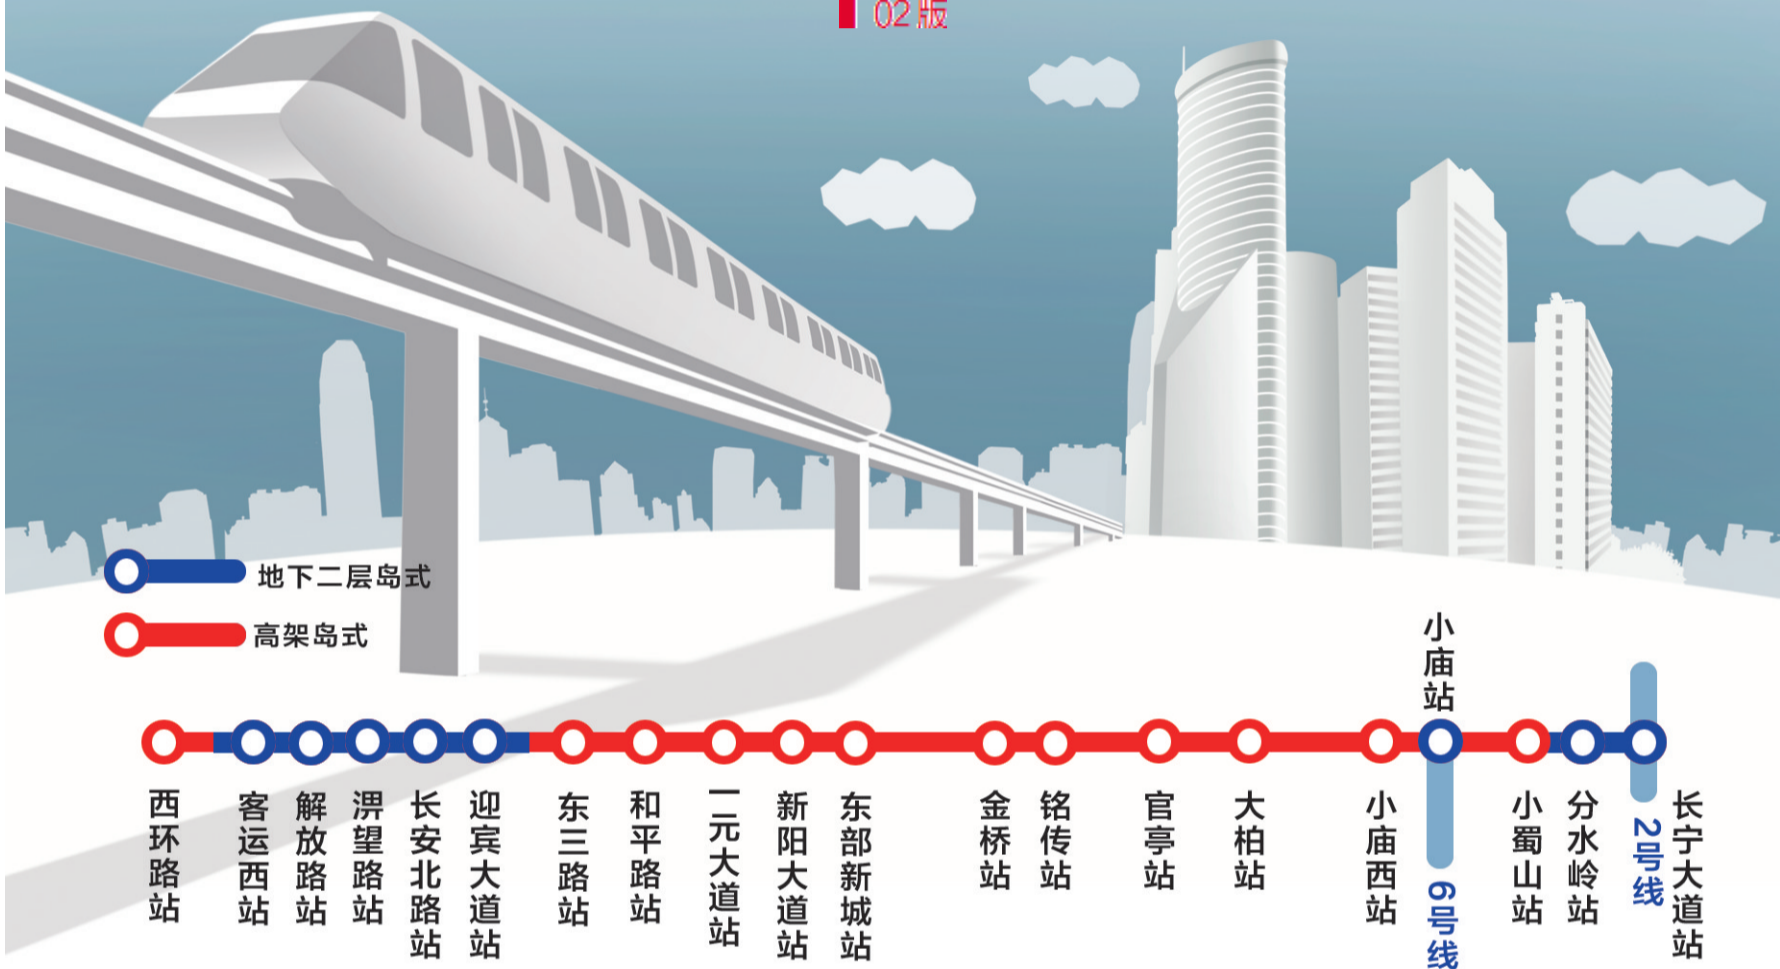 02版
地下二层岛式
高架岛式
小庙站
西环路站
客运西站
解放路站
淠望路站
长安北路站
迎宾大道站
东三路站
和平路站
一元大道站
新阳大道站
东部新城站
金桥站
铭传站
官亭站
大柏站
小庙西站
6号线
小蜀山站
分水岭站
2号线
长宁大道站